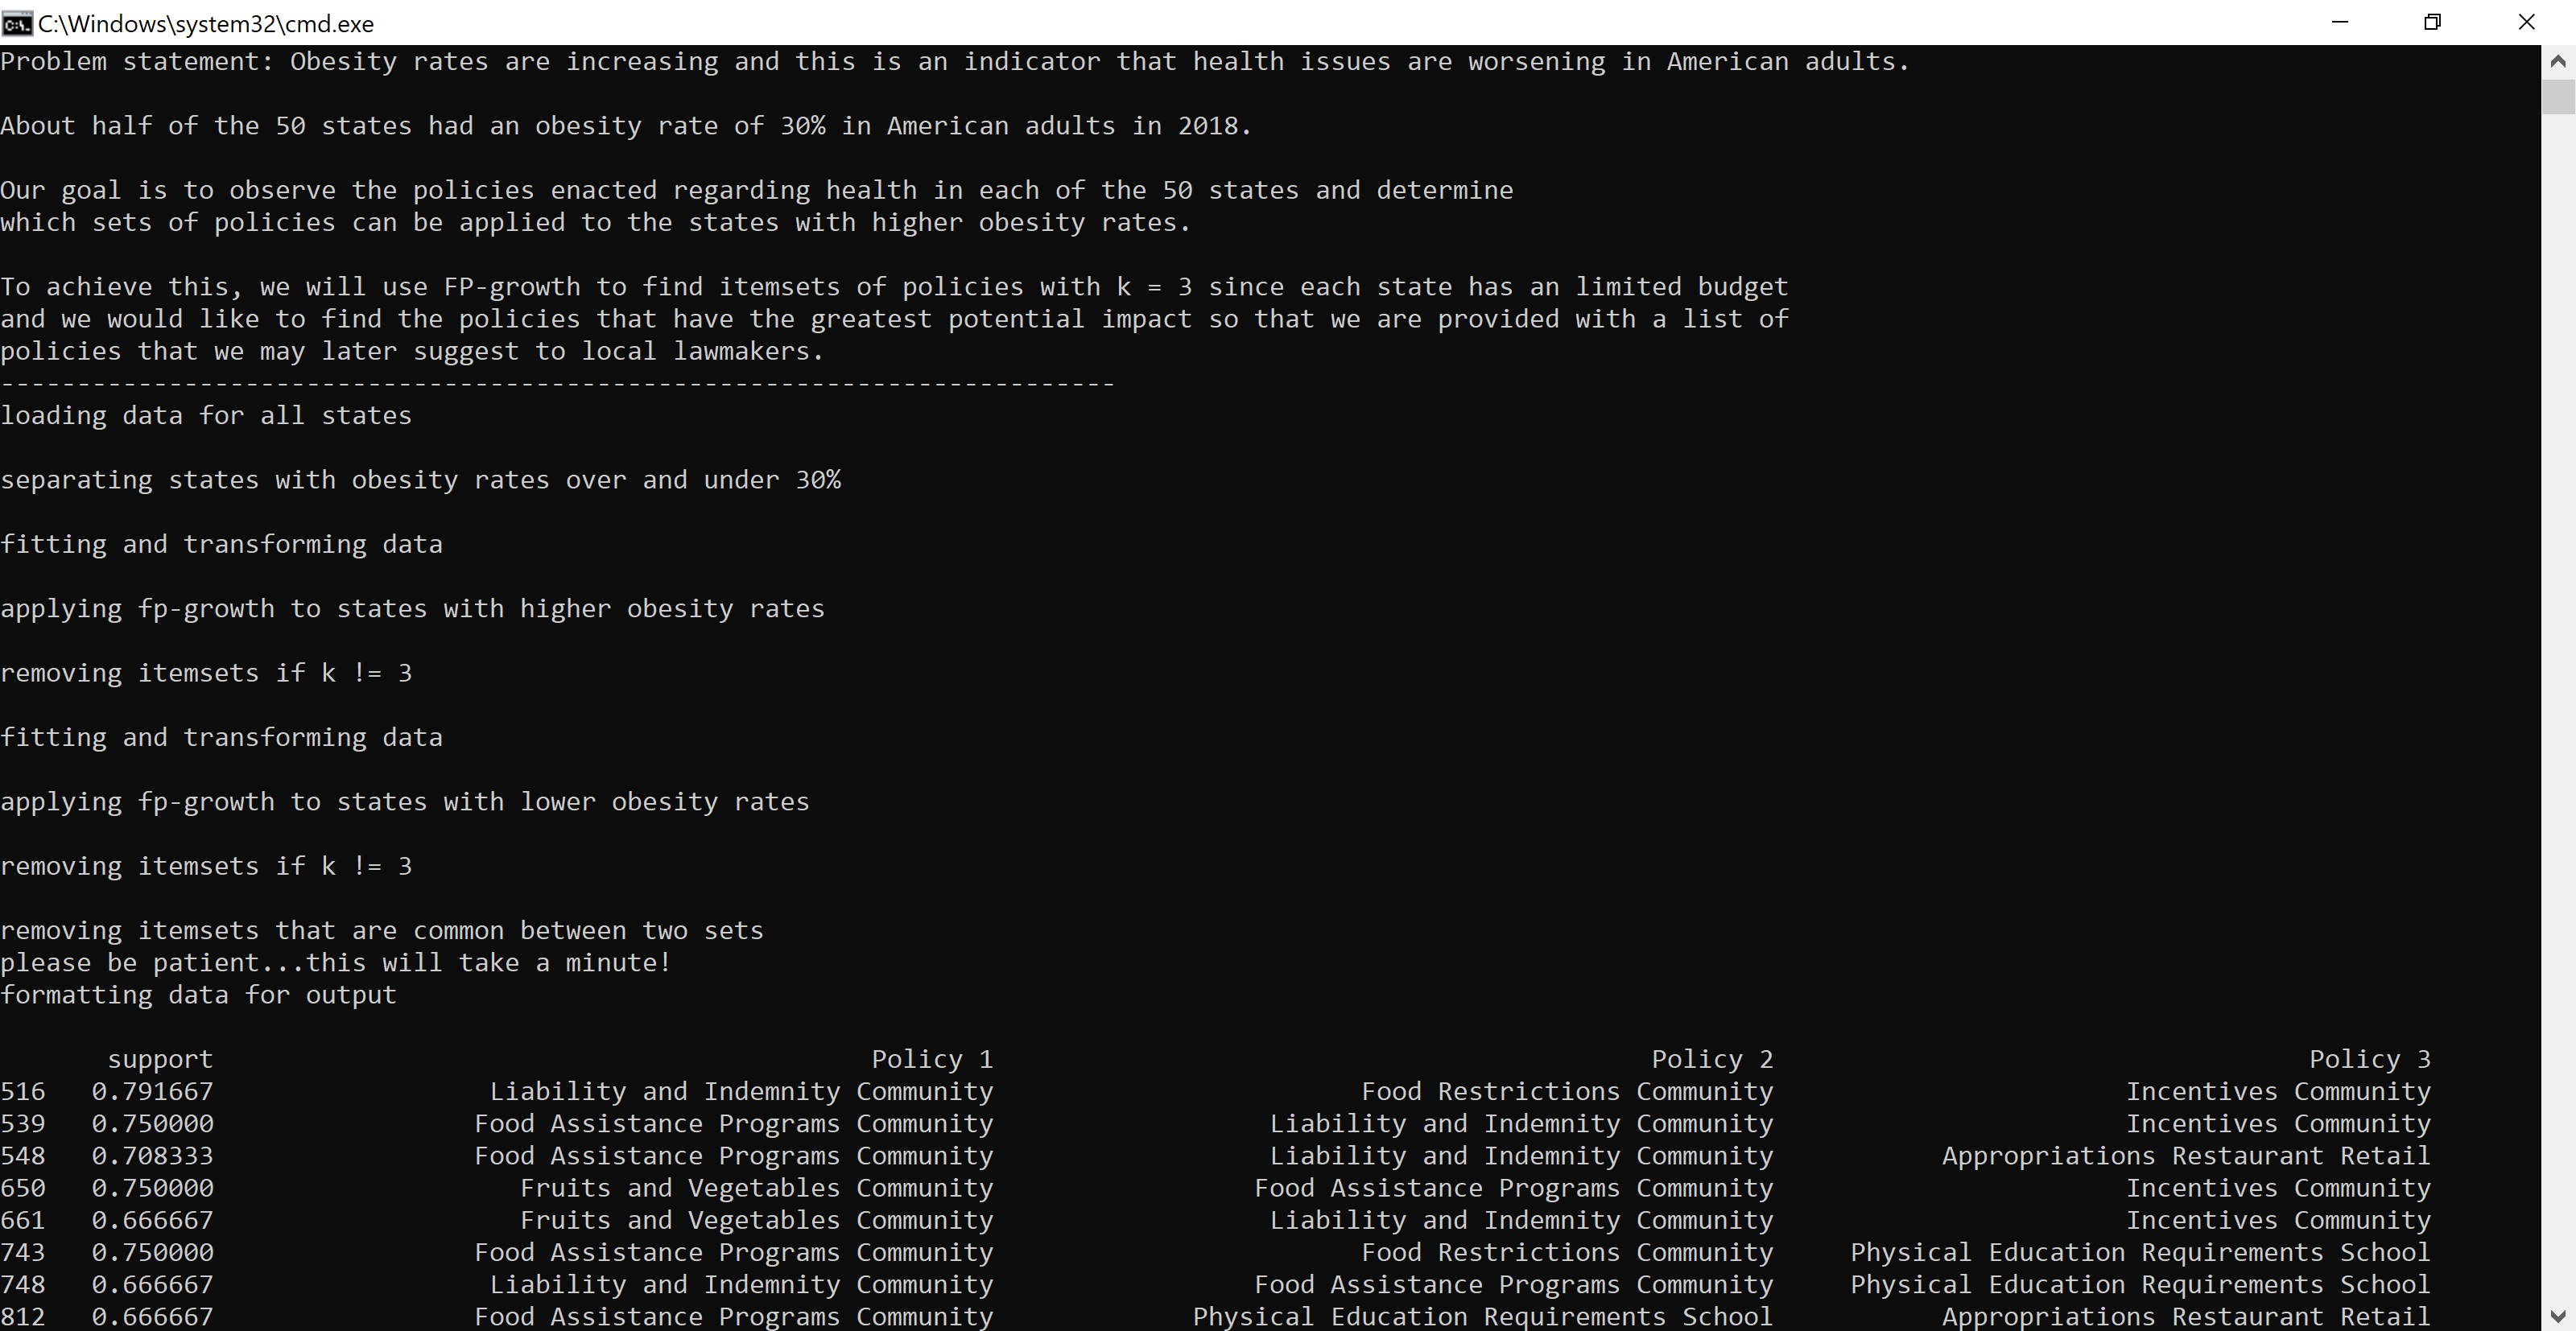 C:\Windows\system32\cmd.exe
Problem statement: Obesity rates are increasing and this is an indicator that health issues are worsening in American adults.
About half of the 50 states had an obesity rate of 30% in American adults in 2018.
Our goal is to observe the policies enacted regarding health in each of the 50 states and determine
which sets of policies can be applied to the states with higher obesity rates.
To achieve this, we will use FP-growth to find itemsets of policies with k = 3 since each state has an limited budget
and we would like to find the policies that have the greatest potential impact so that we are provided with a list of
policies that we may later suggest to local lawmakers.
-------------------------------------------------------------------------
loading data for all states
separating states with obesity rates over and under 30%
fitting and transforming data
applying fp-growth to states with higher obesity rates
removing itemsets if k != 3
fitting and transforming data
applying fp-growth to states with lower obesity rates
removing itemsets if k != 3
removing itemsets that are common between two sets
please be patient...this will take a minute!
formatting data for output
support Policy 1 Policy 2 Policy 3
516 0.791667 Liability and Indemnity Community Food Restrictions Community Incentives Community
539 0.750000 Food Assistance Programs Community Liability and Indemnity Community Incentives Community
548 0.708333 Food Assistance Programs Community Liability and Indemnity Community Appropriations Restaurant Retail
650 0.750000 Fruits and Vegetables Community Food Assistance Programs Community Incentives Community
661 0.666667 Fruits and Vegetables Community Liability and Indemnity Community Incentives Community
743 0.750000 Food Assistance Programs Community Food Restrictions Community Physical Education Requirements School
748 0.666667 Liability and Indemnity Community Food Assistance Programs Community Physical Education Requirements School
812 0.666667 Food Assistance Programs Community Physical Education Requirements School Appropriations Restaurant Retail